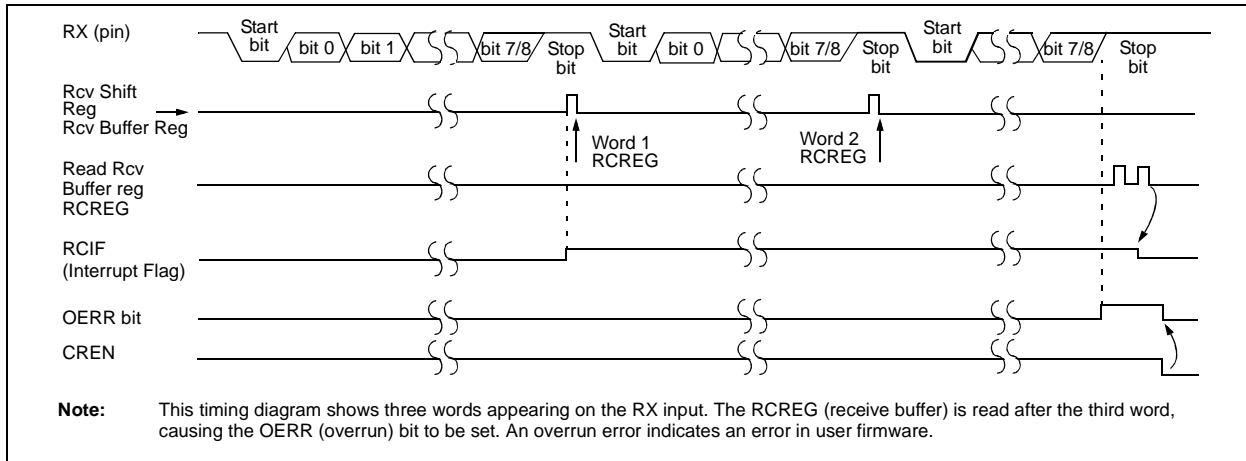 RX (pin)
Start
bit
bit 0
bit 1
bit 7/8
Stop
bit
Start
bit
bit 0
bit 7/8
Stop
bit
Start
bit
bit 7/8
Stop
bit
Rcv Shift
Reg
Rcv Buffer Reg
Word 1
RCREG
Word 2
RCREG
Read Rcv
Buffer reg
RCREG
RCIF
(Interrupt Flag)
OERR bit
CREN
Note: This timing diagram shows three words appearing on the RX input. The RCREG (receive buffer) is read after the third word,
causing the OERR (overrun) bit to be set. An overrun error indicates an error in user firmware.